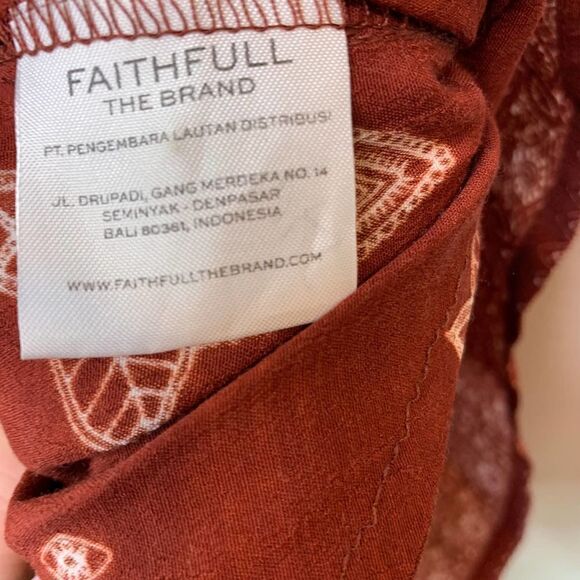 FAITHFULL
THE BRAND
PT. PENGEMBARA LAUTAN DISTRIBUSI
JL. DRUPADI, GANG MERDEKA NO. 14
SEMINYAK - DENPASAR
BALI 80361, INDONESIA
WWW.FAITHFULLTHEBRAND.COM